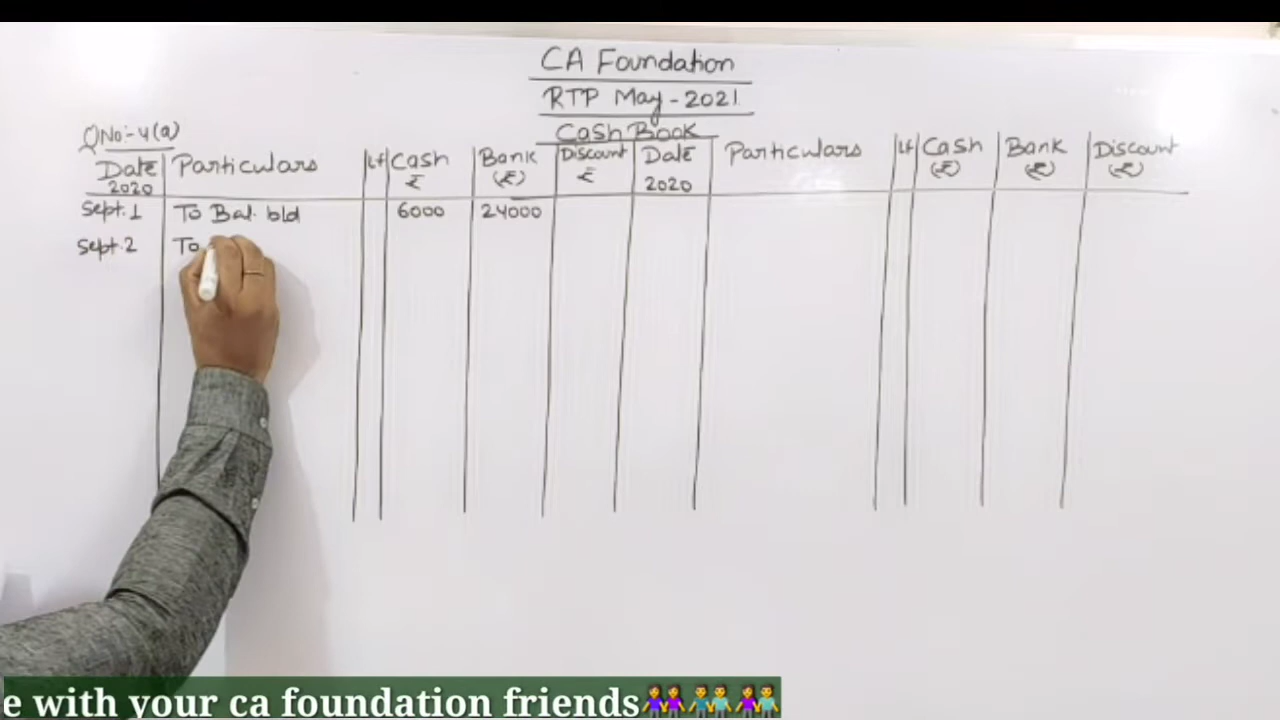 CA Foundation
RTP May-2021
QNo:-4(a)
Cash Book
Date 2020 Particulars Lf Cash ₹ Bank (₹) Discount ₹ Date 2020 Particulars Lf Cash (₹) Bank (₹) Discount (₹)
Sept.1 To Bal. b/d 6000 24000
Sept.2 To
e with your ca foundation friends👭👬👭👬